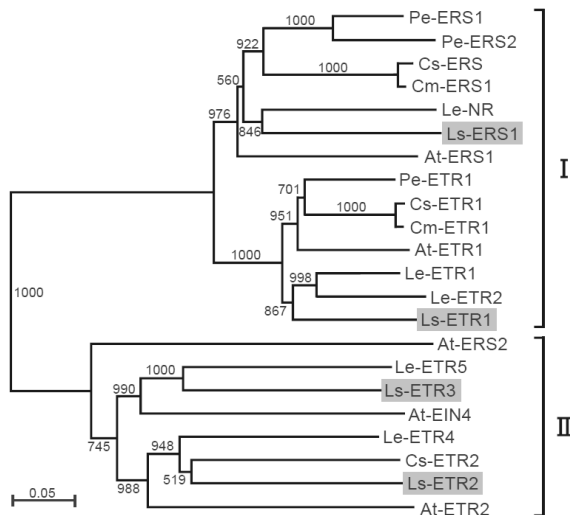 Pe-ERS1
1000
922
Pe-ERS2
Cs-ERS
1000
560
Cm-ERS1
976
Le-NR
846
Ls-ERS1
At-ERS1
I
701
Pe-ETR1
1000
Cs-ETR1
951
Cm-ETR1
1000
At-ETR1
998
Le-ETR1
1000
Le-ETR2
867
Ls-ETR1
At-ERS2
1000
Le-ETR5
990
Ls-ETR3
At-EIN4
II
745
948
Le-ETR4
Cs-ETR2
519
Ls-ETR2
988
0.05
At-ETR2